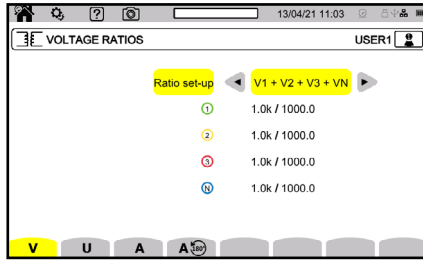 13/04/21 11:03
VOLTAGE RATIOS
USER1
Ratio set-up
V1 + V2 + V3 + VN
1 1.0k / 1000.0
2 1.0k / 1000.0
3 1.0k / 1000.0
N 1.0k / 1000.0
V U A A 180°